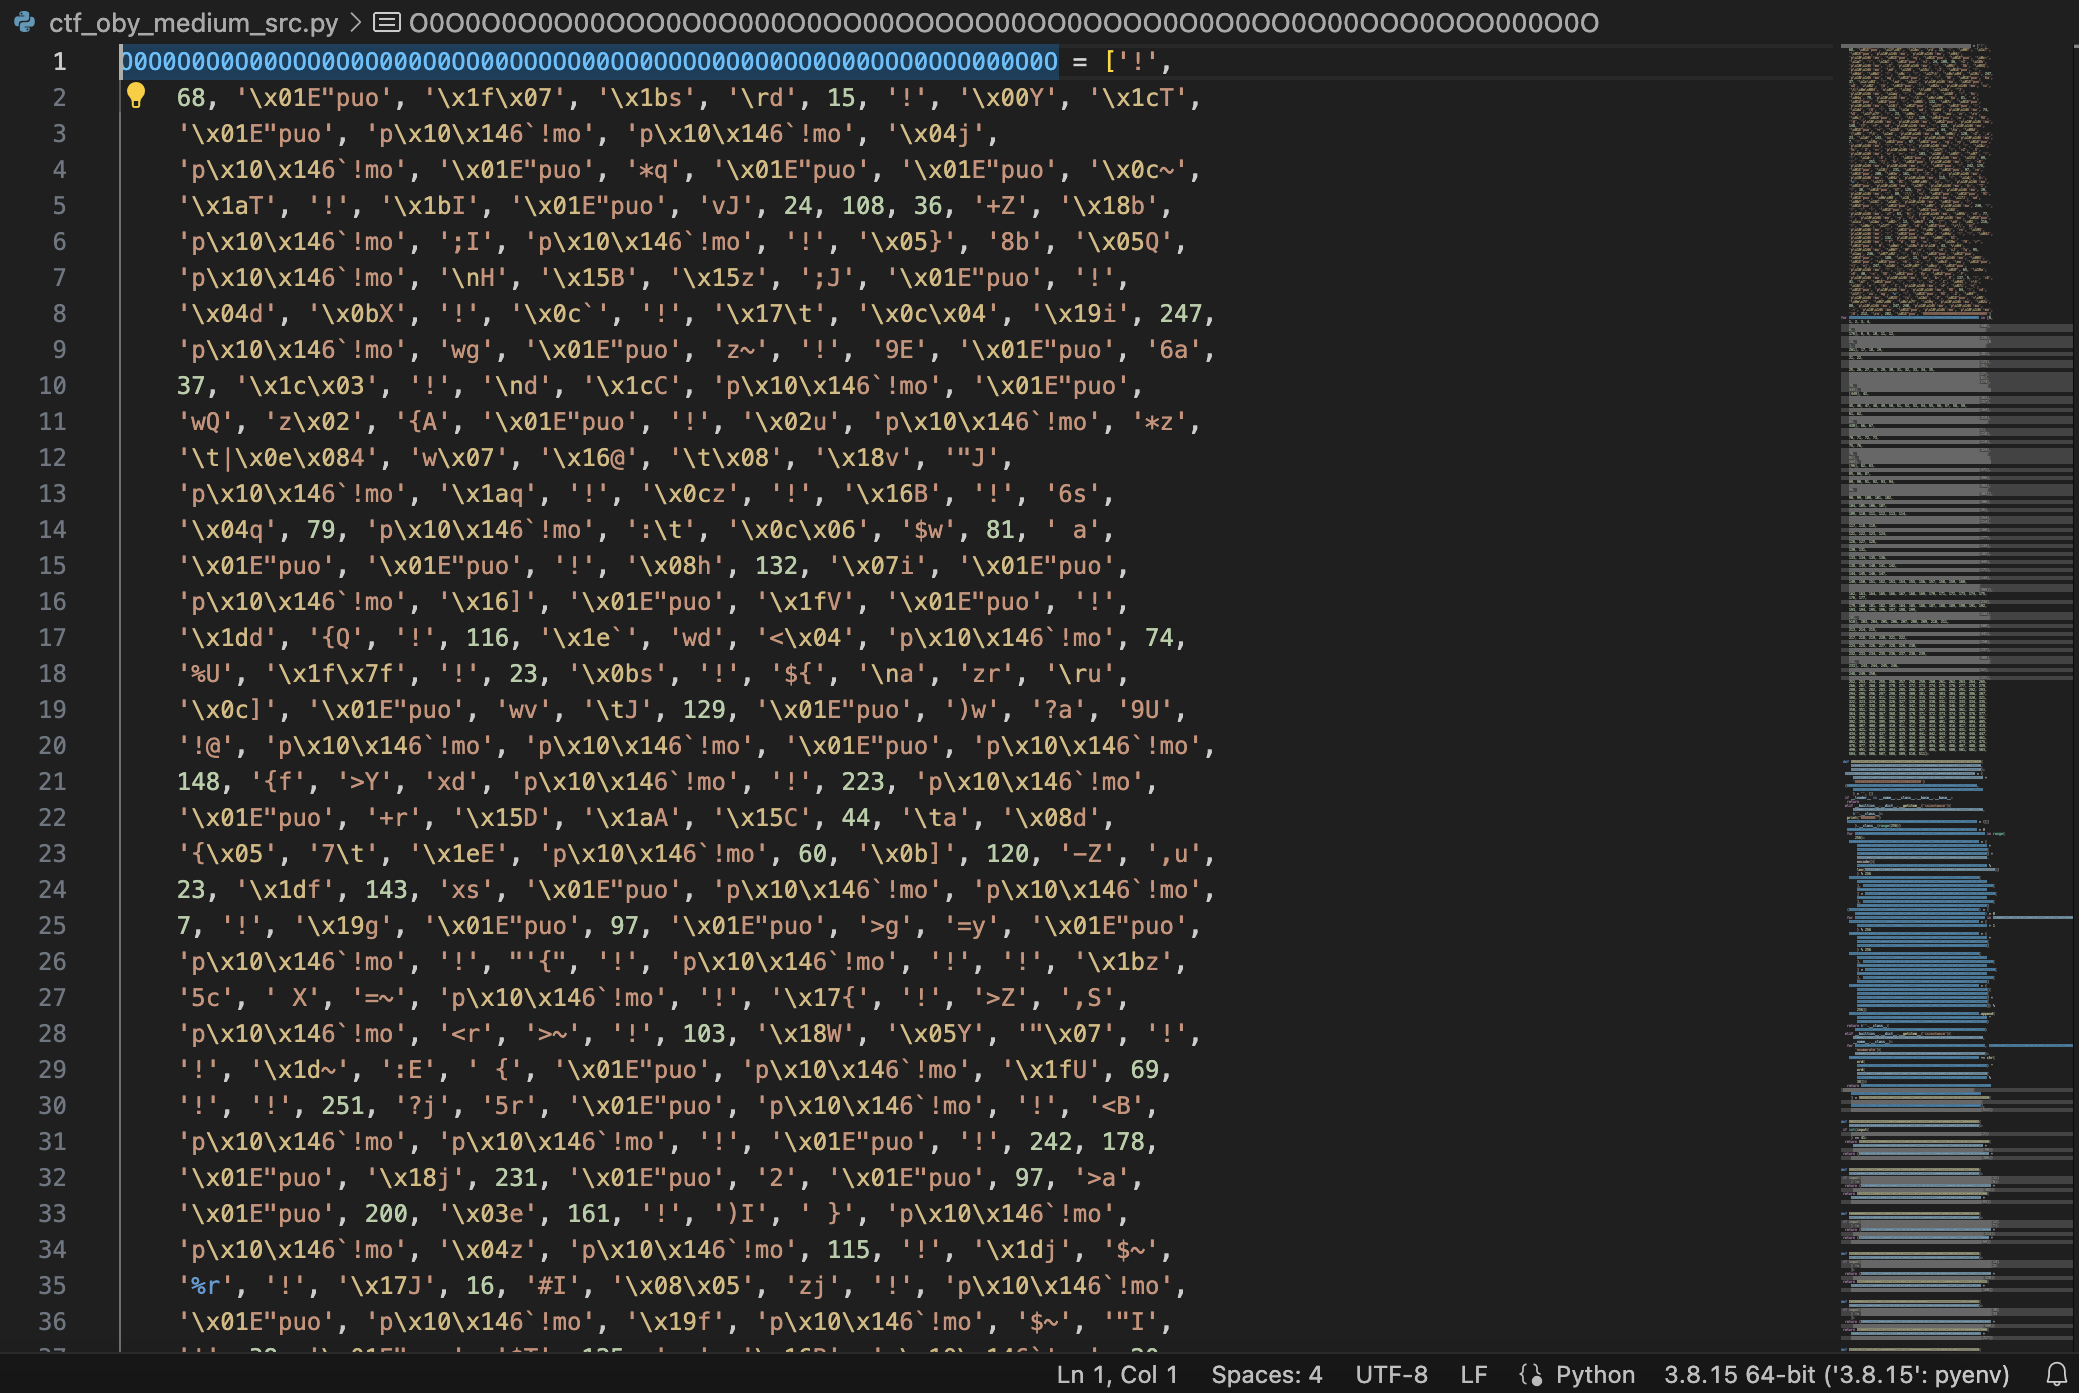 ctf_oby_medium_src.py
1 = ['!',
2 68, '\x01E"puo', '\x1f\x07', '\x1bs', '\rd', 15, '!', '\x00Y', '\x1cT',
3 '\x01E"puo', 'p\x10\x146`!mo', 'p\x10\x146`!mo', '\x04j',
4 'p\x10\x146`!mo', '\x01E"puo', '*q', '\x01E"puo', '\x01E"puo', '\x0c~',
5 '\x1aT', '!', '\x1bI', '\x01E"puo', 'vJ', 24, 108, 36, '+Z', '\x18b',
6 'p\x10\x146`!mo', ';I', 'p\x10\x146`!mo', '!', '\x05}', '8b', '\x05Q',
7 'p\x10\x146`!mo', '\nH', '\x15B', '\x15z', ';J', '\x01E"puo', '!',
8 '\x04d', '\x0bX', '!', '\x0c`', '!', '\x17\t', '\x0c\x04', '\x19i', 247,
9 'p\x10\x146`!mo', 'wg', '\x01E"puo', 'z~', '!', '9E', '\x01E"puo', '6a',
10 37, '\x1c\x03', '!', '\nd', '\x1cC', 'p\x10\x146`!mo', '\x01E"puo',
11 'wQ', 'z\x02', '{A', '\x01E"puo', '!', '\x02u', 'p\x10\x146`!mo', '*z',
12 '\t|\x0e\x084', 'w\x07', '\x16@', '\t\x08', '\x18v', '"J',
13 'p\x10\x146`!mo', '\x1aq', '!', '\x0cz', '!', '\x16B', '!', '6s',
14 '\x04q', 79, 'p\x10\x146`!mo', ':\t', '\x0c\x06', '$w', 81, ' a',
15 '\x01E"puo', '\x01E"puo', '!', '\x08h', 132, '\x07i', '\x01E"puo',
16 'p\x10\x146`!mo', '\x16]', '\x01E"puo', '\x1fV', '\x01E"puo', '!',
17 '\x1dd', '{Q', '!', 116, '\x1e`', 'wd', '<\x04', 'p\x10\x146`!mo', 74,
18 '%U', '\x1f\x7f', '!', 23, '\x0bs', '!', '${', '\na', 'zr', '\ru',
19 '\x0c]', '\x01E"puo', 'wv', '\tJ', 129, '\x01E"puo', ')w', '?a', '9U',
20 '!@', 'p\x10\x146`!mo', 'p\x10\x146`!mo', '\x01E"puo', 'p\x10\x146`!mo',
21 148, '{f', '>Y', 'xd', 'p\x10\x146`!mo', '!', 223, 'p\x10\x146`!mo',
22 '\x01E"puo', '+r', '\x15D', '\x1aA', '\x15C', 44, '\ta', '\x08d',
23 '{\x05', '7\t', '\x1eE', 'p\x10\x146`!mo', 60, '\x0b]', 120, '-Z', ',u',
24 23, '\x1df', 143, 'xs', '\x01E"puo', 'p\x10\x146`!mo', 'p\x10\x146`!mo',
25 7, '!', '\x19g', '\x01E"puo', 97, '\x01E"puo', '>g', '=y', '\x01E"puo',
26 'p\x10\x146`!mo', '!', "'{", '!', 'p\x10\x146`!mo', '!', '!', '\x1bz',
27 '5c', ' X', '=~', 'p\x10\x146`!mo', '!', '\x17{', '!', '>Z', ',S',
28 'p\x10\x146`!mo', '<r', '>~', '!', 103, '\x18W', '\x05Y', '"\x07', '!',
29 '!', '\x1d~', ':E', ' {', '\x01E"puo', 'p\x10\x146`!mo', '\x1fU', 69,
30 '!', '!', 251, '?j', '5r', '\x01E"puo', 'p\x10\x146`!mo', '!', '<B',
31 'p\x10\x146`!mo', 'p\x10\x146`!mo', '!', '\x01E"puo', '!', 242, 178,
32 '\x01E"puo', '\x18j', 231, '\x01E"puo', '2', '\x01E"puo', 97, '>a',
33 '\x01E"puo', 200, '\x03e', 161, '!', ')I', ' }', 'p\x10\x146`!mo',
34 'p\x10\x146`!mo', '\x04z', 'p\x10\x146`!mo', 115, '!', '\x1dj', '$~',
35 '%r', '!', '\x17J', 16, '#I', '\x08\x05', 'zj', '!', 'p\x10\x146`!mo',
36 '\x01E"puo', 'p\x10\x146`!mo', '\x19f', 'p\x10\x146`!mo', '$~', '"I',
Ln 1, Col 1 Spaces: 4 UTF-8 LF Python 3.8.15 64-bit ('3.8.15': pyenv)